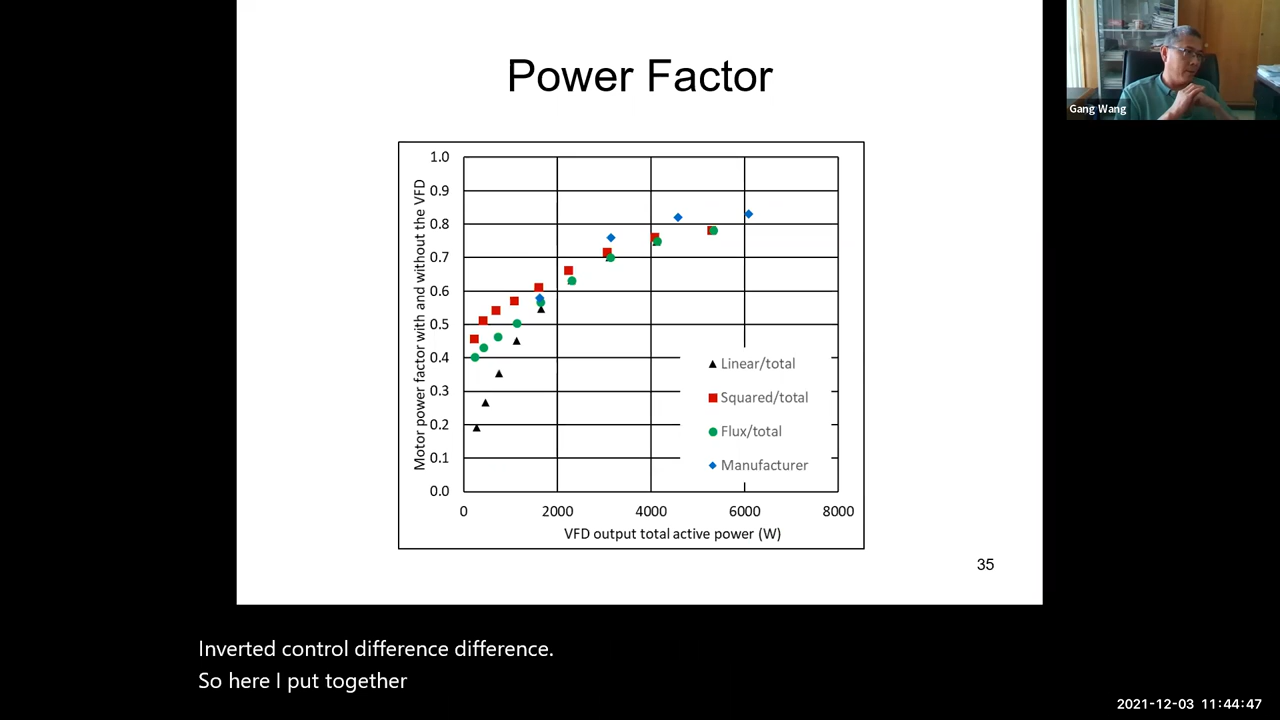 Power Factor
Gang Wang
Motor power factor with and without the VFD
1.0
0.9
0.8
0.7
0.6
0.5
0.4
0.3
0.2
0.1
0.0
Linear/total
Squared/total
Flux/total
Manufacturer
0 2000 4000 6000 8000
VFD output total active power (W)
35
Inverted control difference difference.
So here I put together
2021-12-03 11:44:47